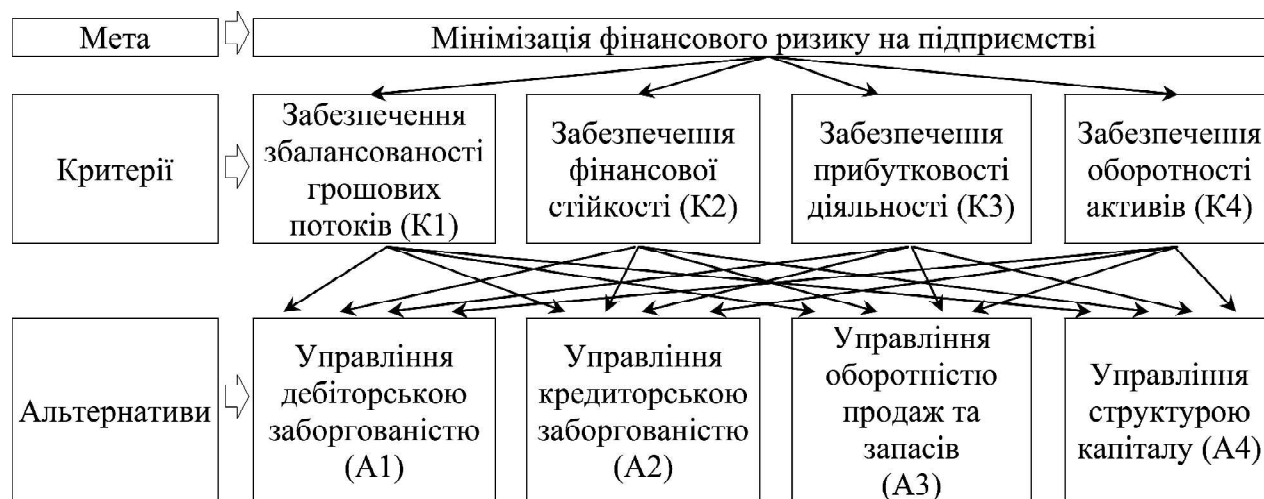 Мета
Мінімізація фінансового ризику на підприємстві
Критерії
Забезпечення
збалансованості
грошових
потоків (К1)
Забезпечення
фінансової
стійкості (К2)
Забезпечення
прибутковості
діяльності (К3)
Забезпечення
оборотності
активів (К4)
Альтернативи
Управління
дебіторською
заборгованістю
(А1)
Управління
кредиторською
заборгованістю
(А2)
Управління
оборотністю
продаж та
запасів
(А3)
Управління
структурою
капіталу (А4)